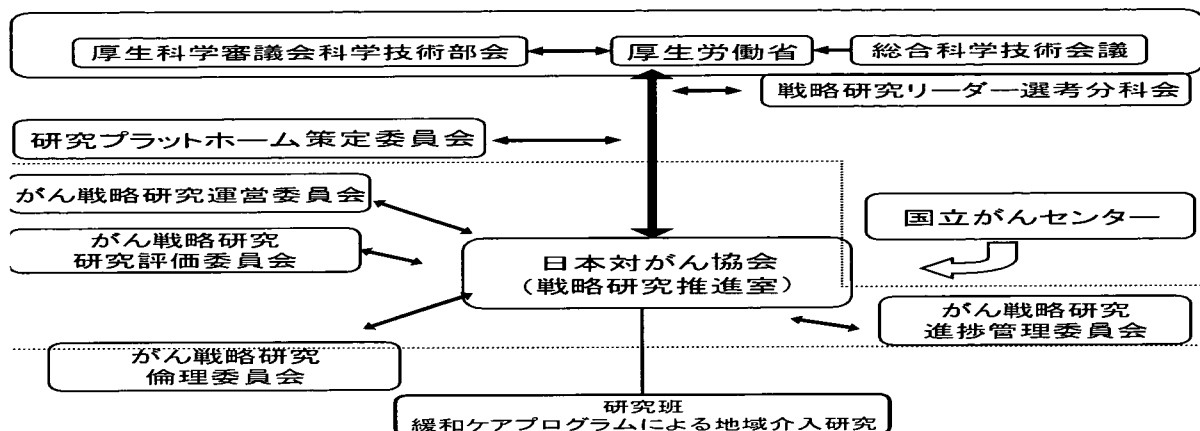 厚生科学審議会科学技術部会
厚生労働省
総合科学技術会議
戦略研究リーダー選考分科会
研究プラットホーム策定委員会
がん戦略研究運営委員会
国立がんセンター
がん戦略研究
研究評価委員会
日本対がん協会
（戦略研究推進室）
がん戦略研究
進捗管理委員会
がん戦略研究
倫理委員会
研究班
緩和ケアプログラムによる地域介入研究